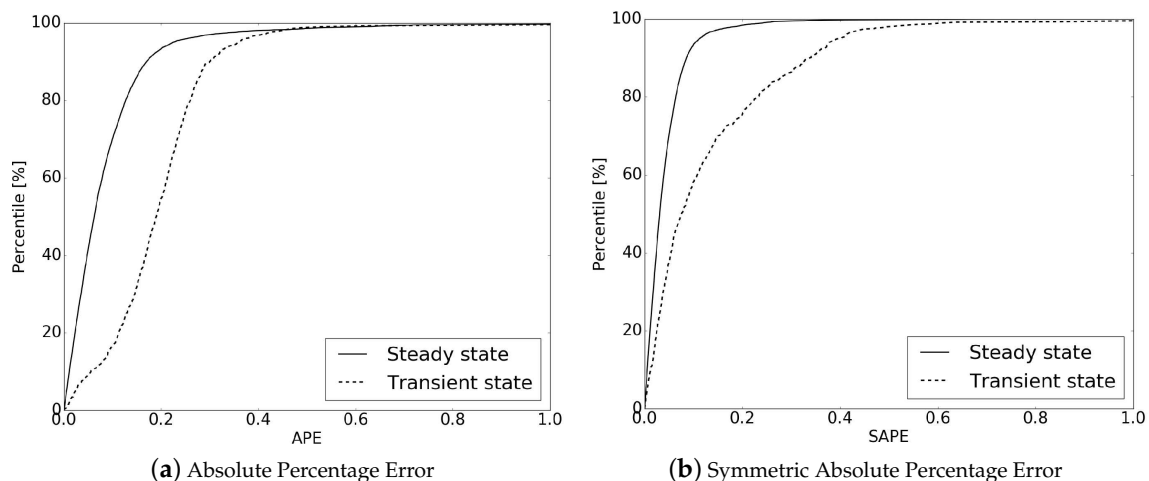 100
80
60
40
20
0
Percentile [%]
0.0 0.2 0.4 0.6 0.8 1.0
APE
Steady state
Transient state
(a) Absolute Percentage Error
100
80
60
40
20
0
Percentile [%]
0.0 0.2 0.4 0.6 0.8 1.0
SAPE
Steady state
Transient state
(b) Symmetric Absolute Percentage Error